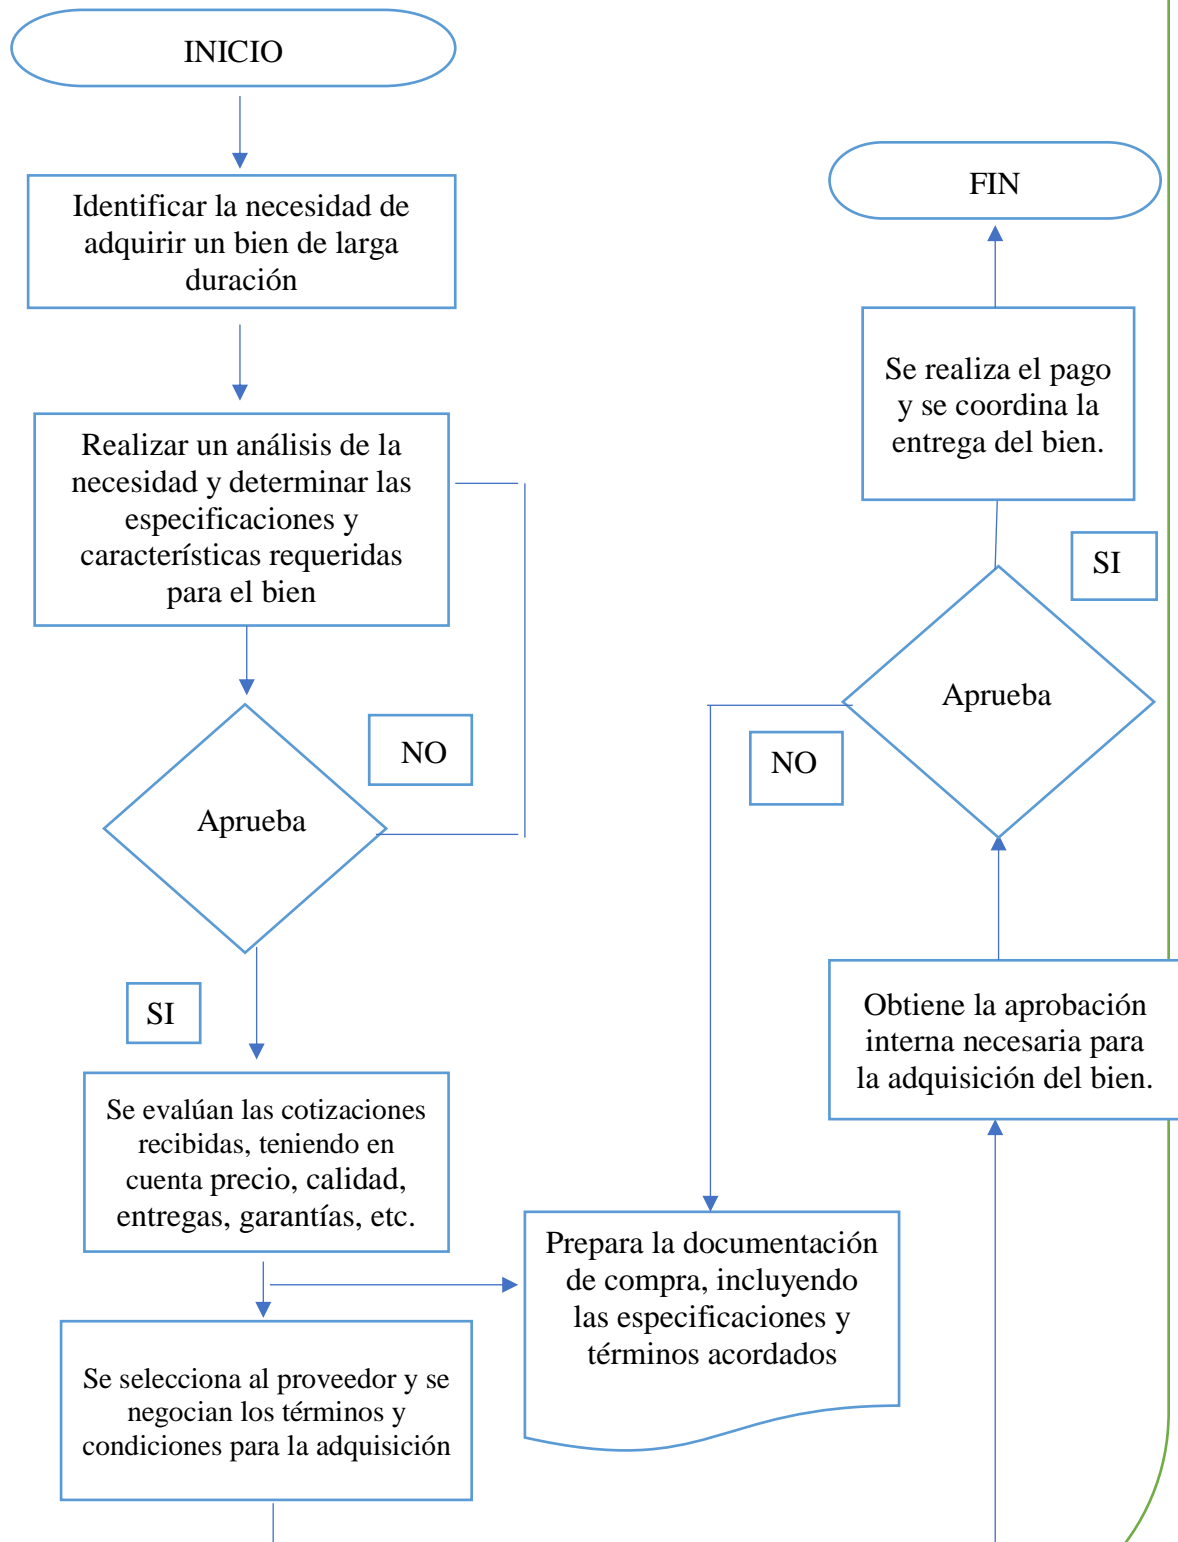 INICIO
Identificar la necesidad de
adquirir un bien de larga
duración
Realizar un análisis de la
necesidad y determinar las
especificaciones y
características requeridas
para el bien
NO
Aprueba
SI
Se evalúan las cotizaciones
recibidas, teniendo en
cuenta precio, calidad,
entregas, garantías, etc.
Se selecciona al proveedor y se
negocian los términos y
condiciones para la adquisición
Prepara la documentación
de compra, incluyendo
las especificaciones y
términos acordados
Obtiene la aprobación
interna necesaria para
la adquisición del bien.
Aprueba
NO
SI
Se realiza el pago
y se coordina la
entrega del bien.
FIN